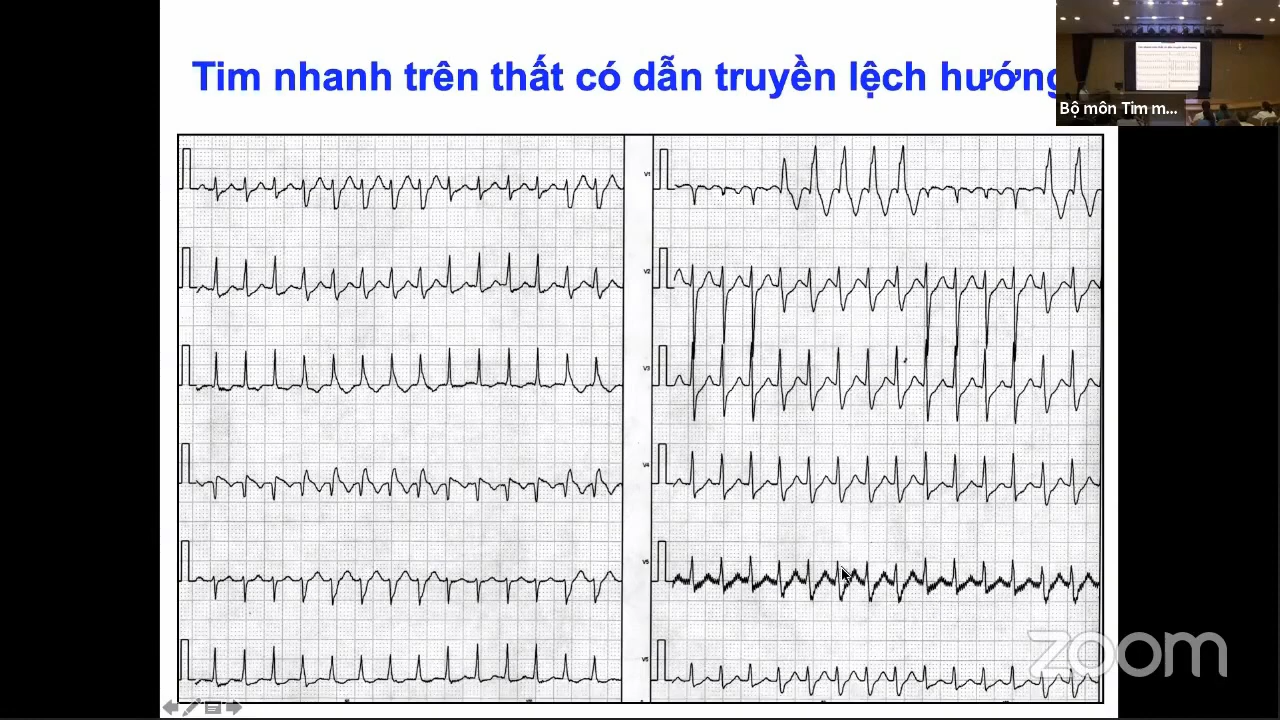 Tim nhanh trên thất có dẫn truyền lệch hướng
Bộ môn Tim m...
V1
V2
V3
V4
V5
V5
zoom